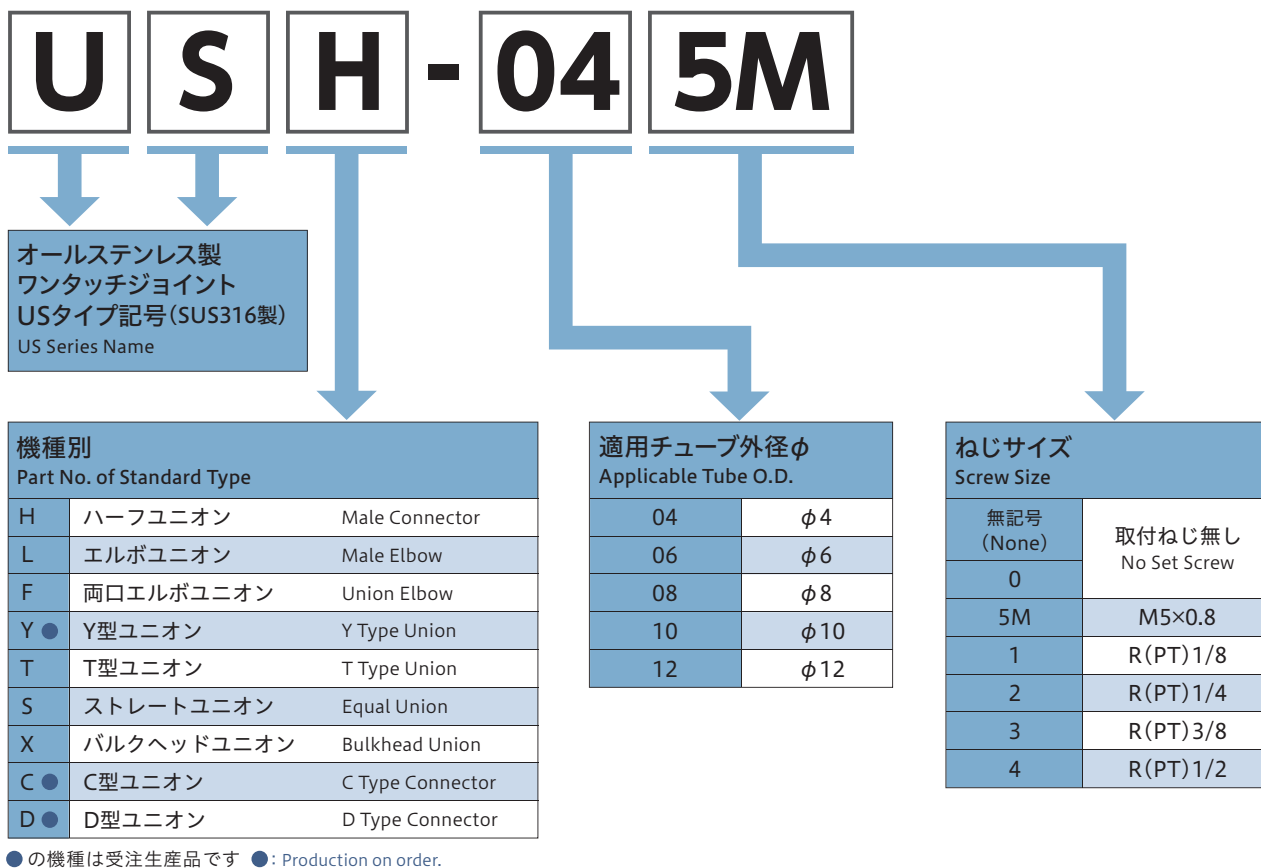 USH-045M
オールステンレス製
ワンタッチジョイント
USタイプ記号(SUS316製)
US Series Name
機種別
Part No. of Standard Type
H ハーフユニオン Male Connector
L エルボユニオン Male Elbow
F 両口エルボユニオン Union Elbow
Y ● Y型ユニオン Y Type Union
T T型ユニオン T Type Union
S ストレートユニオン Equal Union
X バルクヘッドユニオン Bulkhead Union
C ● C型ユニオン C Type Connector
D ● D型ユニオン D Type Connector
●の機種は受注生産品です ●: Production on order.
適用チューブ外径φ
Applicable Tube O.D.
04 φ4
06 φ6
08 φ8
10 φ10
12 φ12
ねじサイズ
Screw Size
無記号
(None)
0
取付ねじ無し
No Set Screw
5M M5×0.8
1 R(PT)1/8
2 R(PT)1/4
3 R(PT)3/8
4 R(PT)1/2